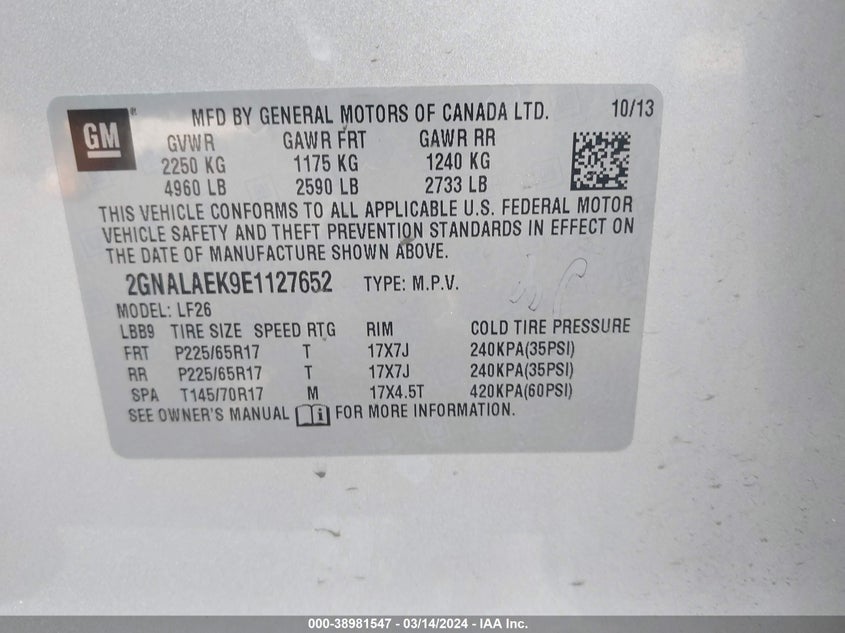 GM ®
MFD BY GENERAL MOTORS OF CANADA LTD. 10/13
GVWR GAWR FRT GAWR RR
2250 KG 1175 KG 1240 KG
4960 LB 2590 LB 2733 LB
THIS VEHICLE CONFORMS TO ALL APPLICABLE U.S. FEDERAL MOTOR
VEHICLE SAFETY AND THEFT PREVENTION STANDARDS IN EFFECT ON
THE DATE OF MANUFACTURE SHOWN ABOVE.
2GNALAEK9E1127652 TYPE: M.P.V.
MODEL: LF26
LBB9 TIRE SIZE SPEED RTG RIM COLD TIRE PRESSURE
FRT P225/65R17 T 17X7J 240KPA(35PSI)
RR P225/65R17 T 17X7J 240KPA(35PSI)
SPA T145/70R17 M 17X4.5T 420KPA(60PSI)
SEE OWNER'S MANUAL i FOR MORE INFORMATION.
000-38981547 - 03/14/2024 - IAA Inc.